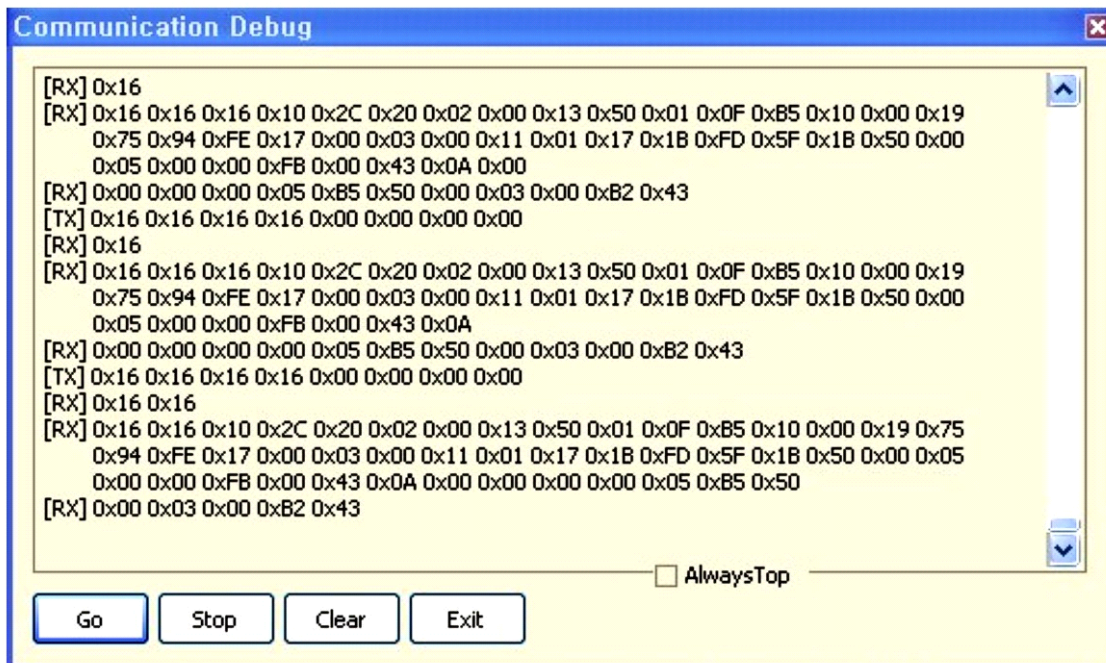 Communication Debug
[RX] 0x16
[RX] 0x16 0x16 0x16 0x10 0x2C 0x20 0x02 0x00 0x13 0x50 0x01 0x0F 0xB5 0x10 0x00 0x19
0x75 0x94 0xFE 0x17 0x00 0x03 0x00 0x11 0x01 0x17 0x1B 0xFD 0x5F 0x1B 0x50 0x00
0x05 0x00 0x00 0xFB 0x00 0x43 0x0A 0x00
[RX] 0x00 0x00 0x00 0x05 0xB5 0x50 0x00 0x03 0x00 0xB2 0x43
[TX] 0x16 0x16 0x16 0x16 0x00 0x00 0x00 0x00
[RX] 0x16
[RX] 0x16 0x16 0x16 0x10 0x2C 0x20 0x02 0x00 0x13 0x50 0x01 0x0F 0xB5 0x10 0x00 0x19
0x75 0x94 0xFE 0x17 0x00 0x03 0x00 0x11 0x01 0x17 0x1B 0xFD 0x5F 0x1B 0x50 0x00
0x05 0x00 0x00 0xFB 0x00 0x43 0x0A
[RX] 0x00 0x00 0x00 0x00 0x05 0xB5 0x50 0x00 0x03 0x00 0xB2 0x43
[TX] 0x16 0x16 0x16 0x16 0x00 0x00 0x00 0x00
[RX] 0x16 0x16
[RX] 0x16 0x16 0x10 0x2C 0x20 0x02 0x00 0x13 0x50 0x01 0x0F 0xB5 0x10 0x00 0x19 0x75
0x94 0xFE 0x17 0x00 0x03 0x00 0x11 0x01 0x17 0x1B 0xFD 0x5F 0x1B 0x50 0x00 0x05
0x00 0x00 0xFB 0x00 0x43 0x0A 0x00 0x00 0x00 0x00 0x05 0xB5 0x50
[RX] 0x00 0x03 0x00 0xB2 0x43
AlwaysTop
Go Stop Clear Exit